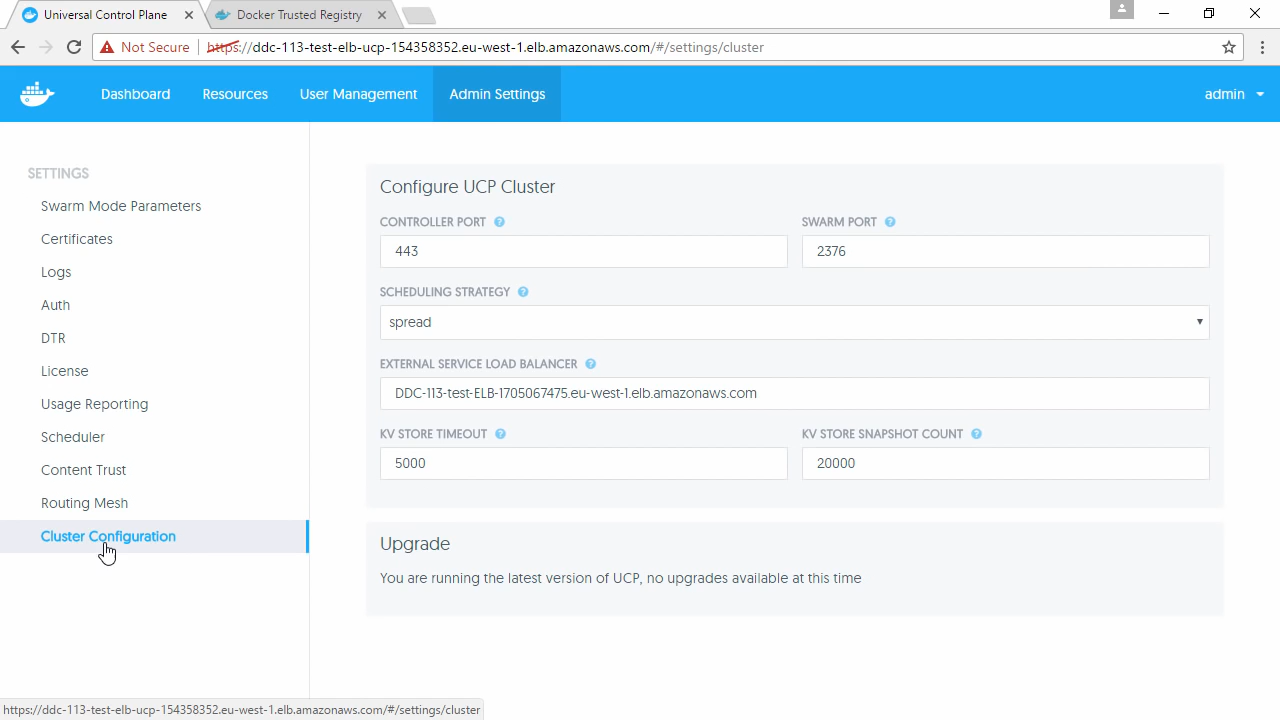 Universal Control Plane
Docker Trusted Registry
Not Secure
https://ddc-113-test-elb-ucp-154358352.eu-west-1.elb.amazonaws.com/#/settings/cluster
Dashboard
Resources
User Management
Admin Settings
admin
SETTINGS
Swarm Mode Parameters
Certificates
Logs
Auth
DTR
License
Usage Reporting
Scheduler
Content Trust
Routing Mesh
Cluster Configuration
Configure UCP Cluster
CONTROLLER PORT ?
SWARM PORT ?
443
2376
SCHEDULING STRATEGY ?
spread
EXTERNAL SERVICE LOAD BALANCER ?
DDC-113-test-ELB-1705067475.eu-west-1.elb.amazonaws.com
KV STORE TIMEOUT ?
KV STORE SNAPSHOT COUNT ?
5000
20000
Upgrade
You are running the latest version of UCP, no upgrades available at this time
https://ddc-113-test-elb-ucp-154358352.eu-west-1.elb.amazonaws.com/#/settings/cluster